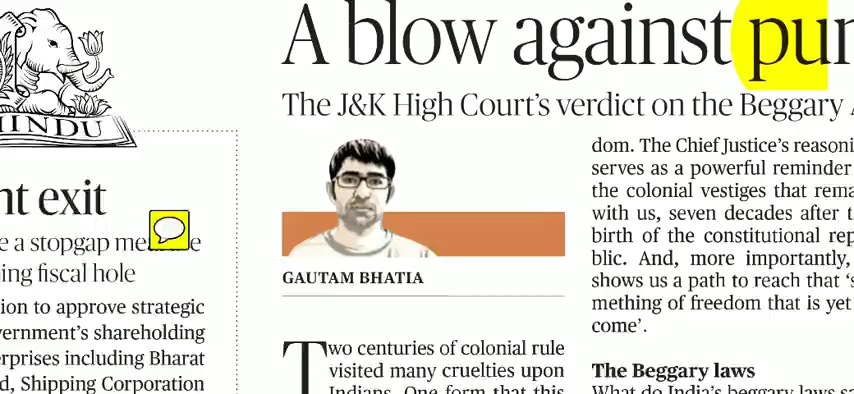 HINDU
nt exit
e a stopgap
ing fiscal hole
ion to approve strategic
vernment’s shareholding
erprises including Bharat
d, Shipping Corporation
A blow against pu
The J&K High Court’s verdict on the Beggary
GAUTAM BHATIA
Two centuries of colonial rule
visited many cruelties upon
Indians. One form that this
dom. The Chief Justice’s reasoni
serves as a powerful reminder
the colonial vestiges that rema
with us, seven decades after t
birth of the constitutional rep
blic. And, more importantly,
shows us a path to reach that ‘s
mething of freedom that is yet
come’.
The Beggary laws
What do India’s beggary laws sa